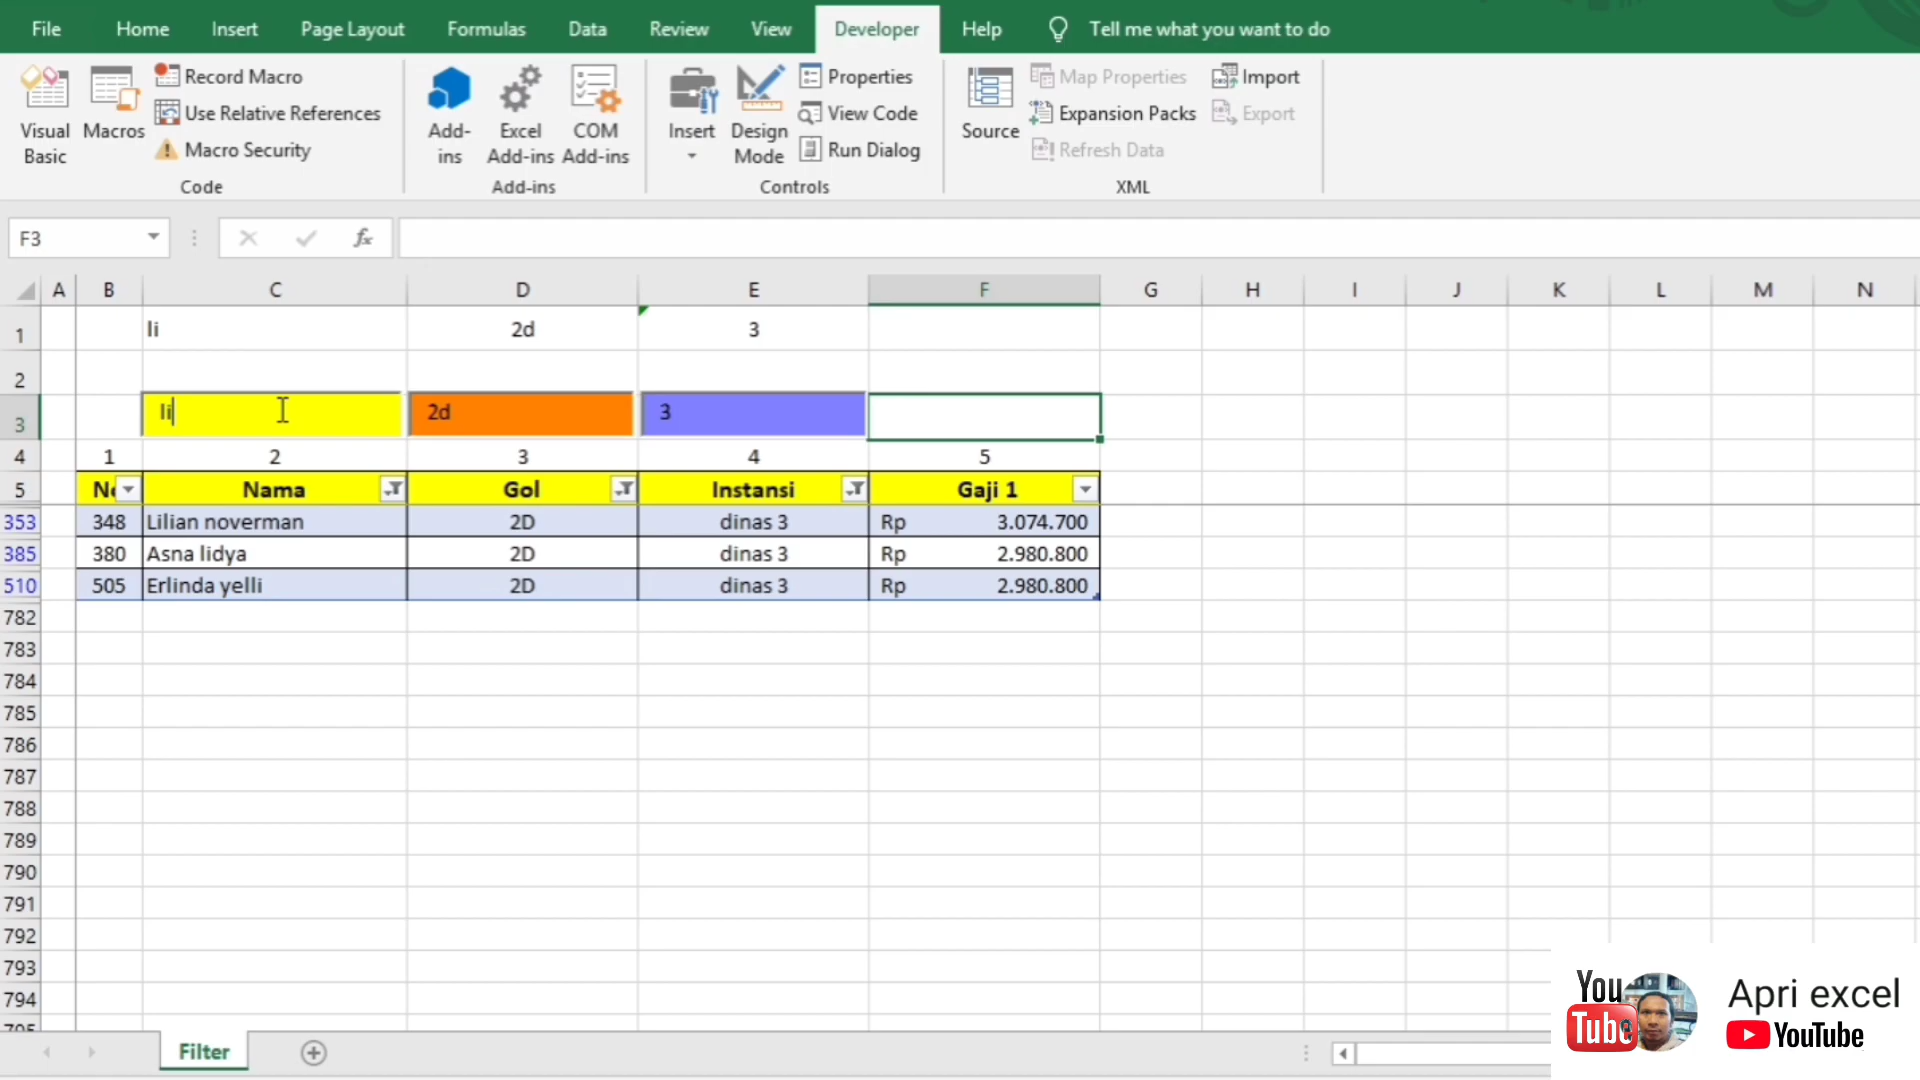 File Home Insert Page Layout Formulas Data Review View Developer Help Tell me what you want to do
Visual Basic
Macros
Record Macro
Use Relative References
Macro Security
Code
Add-ins
Excel Add-ins
COM Add-ins
Add-ins
Insert
Design Mode
Properties
View Code
Run Dialog
Controls
Source
Map Properties
Expansion Packs
Refresh Data
Import
Export
XML
F3 fx
A B C D E F G H I J K L M N
1 li 2d 3
2
3 li 2d 3
4 1 2 3 4 5
5 Nama Gol Instansi Gaji 1
353 348 Lilian noverman 2D dinas 3 Rp 3.074.700
385 380 Asna lidya 2D dinas 3 Rp 2.980.800
510 505 Erlinda yelli 2D dinas 3 Rp 2.980.800
782
783
784
785
786
787
788
789
790
791
792
793
794
Filter
You Tube
Apri excel
YouTube